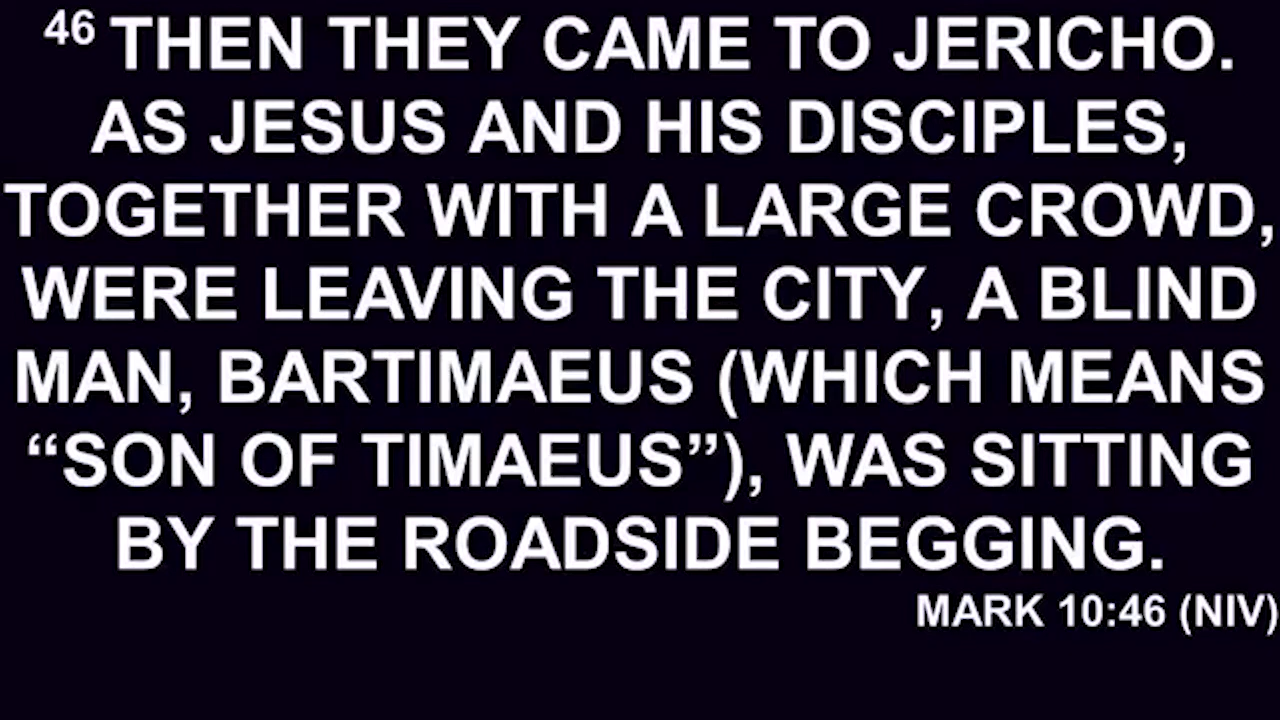 46 THEN THEY CAME TO JERICHO.
AS JESUS AND HIS DISCIPLES,
TOGETHER WITH A LARGE CROWD,
WERE LEAVING THE CITY, A BLIND
MAN, BARTIMAEUS (WHICH MEANS
“SON OF TIMAEUS”), WAS SITTING
BY THE ROADSIDE BEGGING.
MARK 10:46 (NIV)